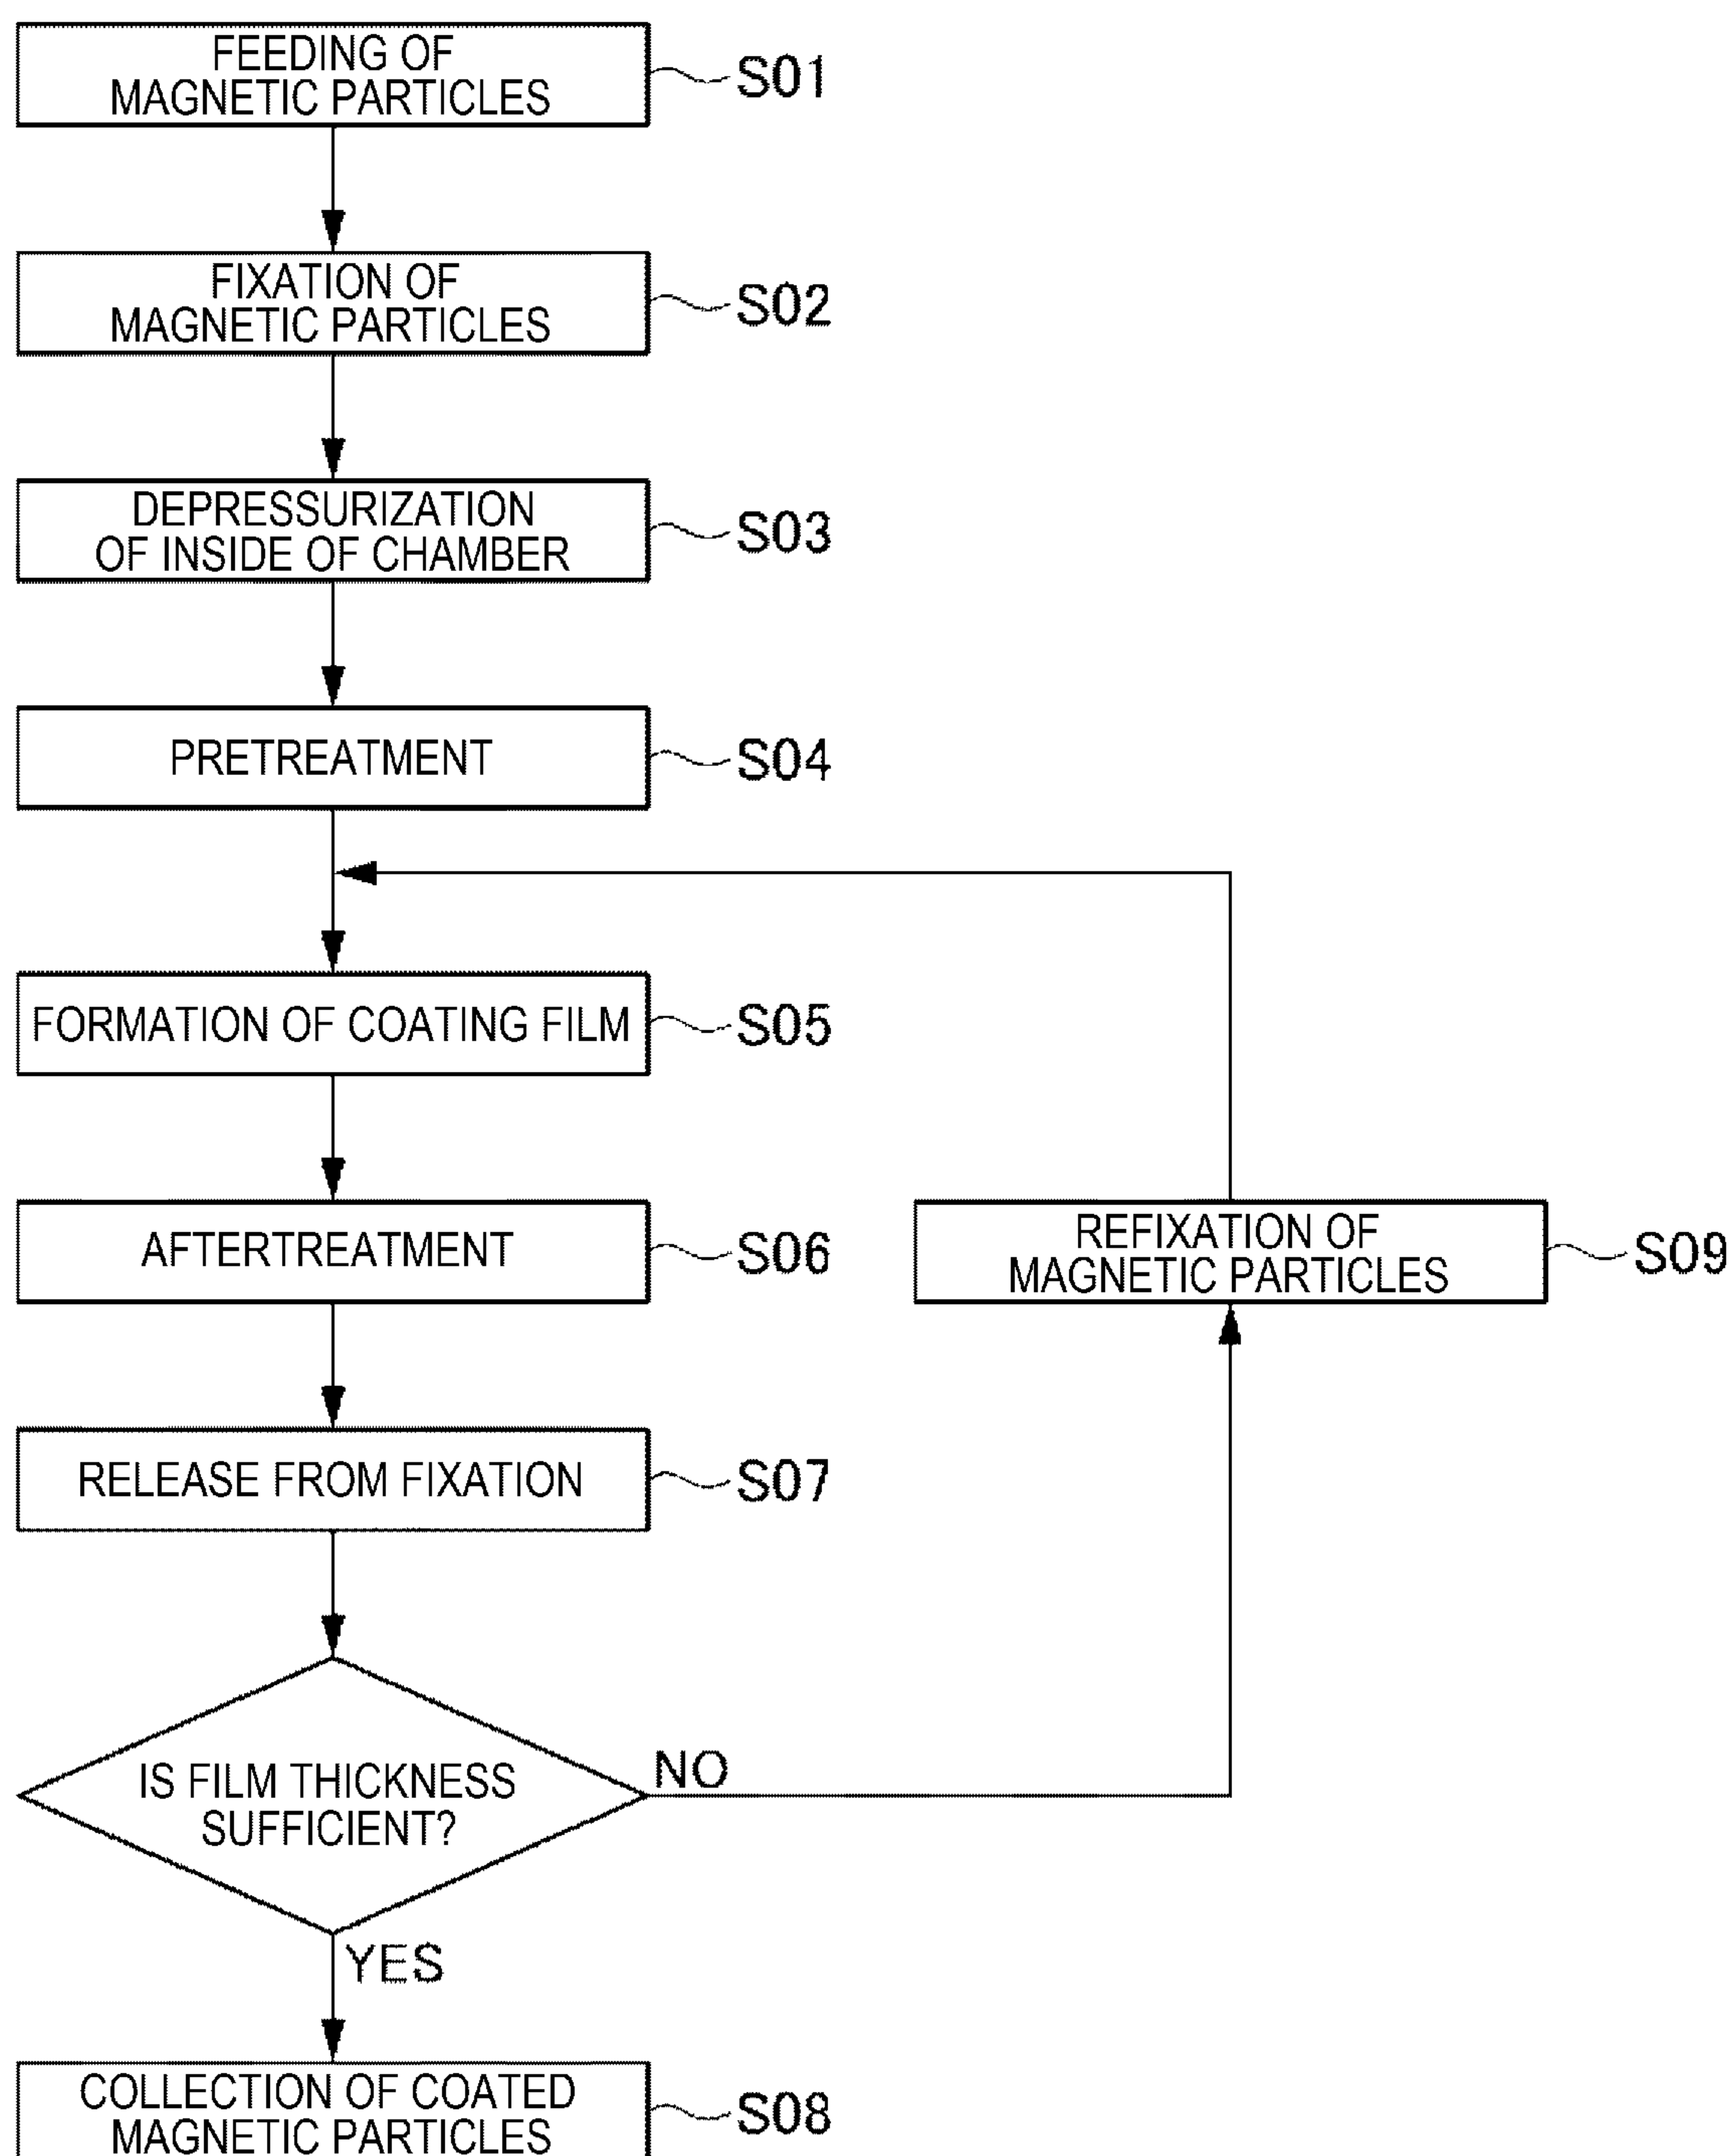 FEEDING OF
MAGNETIC PARTICLES
S01
FIXATION OF
MAGNETIC PARTICLES
S02
DEPRESSURIZATION
OF INSIDE OF CHAMBER
S03
PRETREATMENT
S04
FORMATION OF COATING FILM
S05
AFTERTREATMENT
S06
REFIXATION OF
MAGNETIC PARTICLES
S09
RELEASE FROM FIXATION
S07
IS FILM THICKNESS
SUFFICIENT?
NO
YES
COLLECTION OF COATED
MAGNETIC PARTICLES
S08